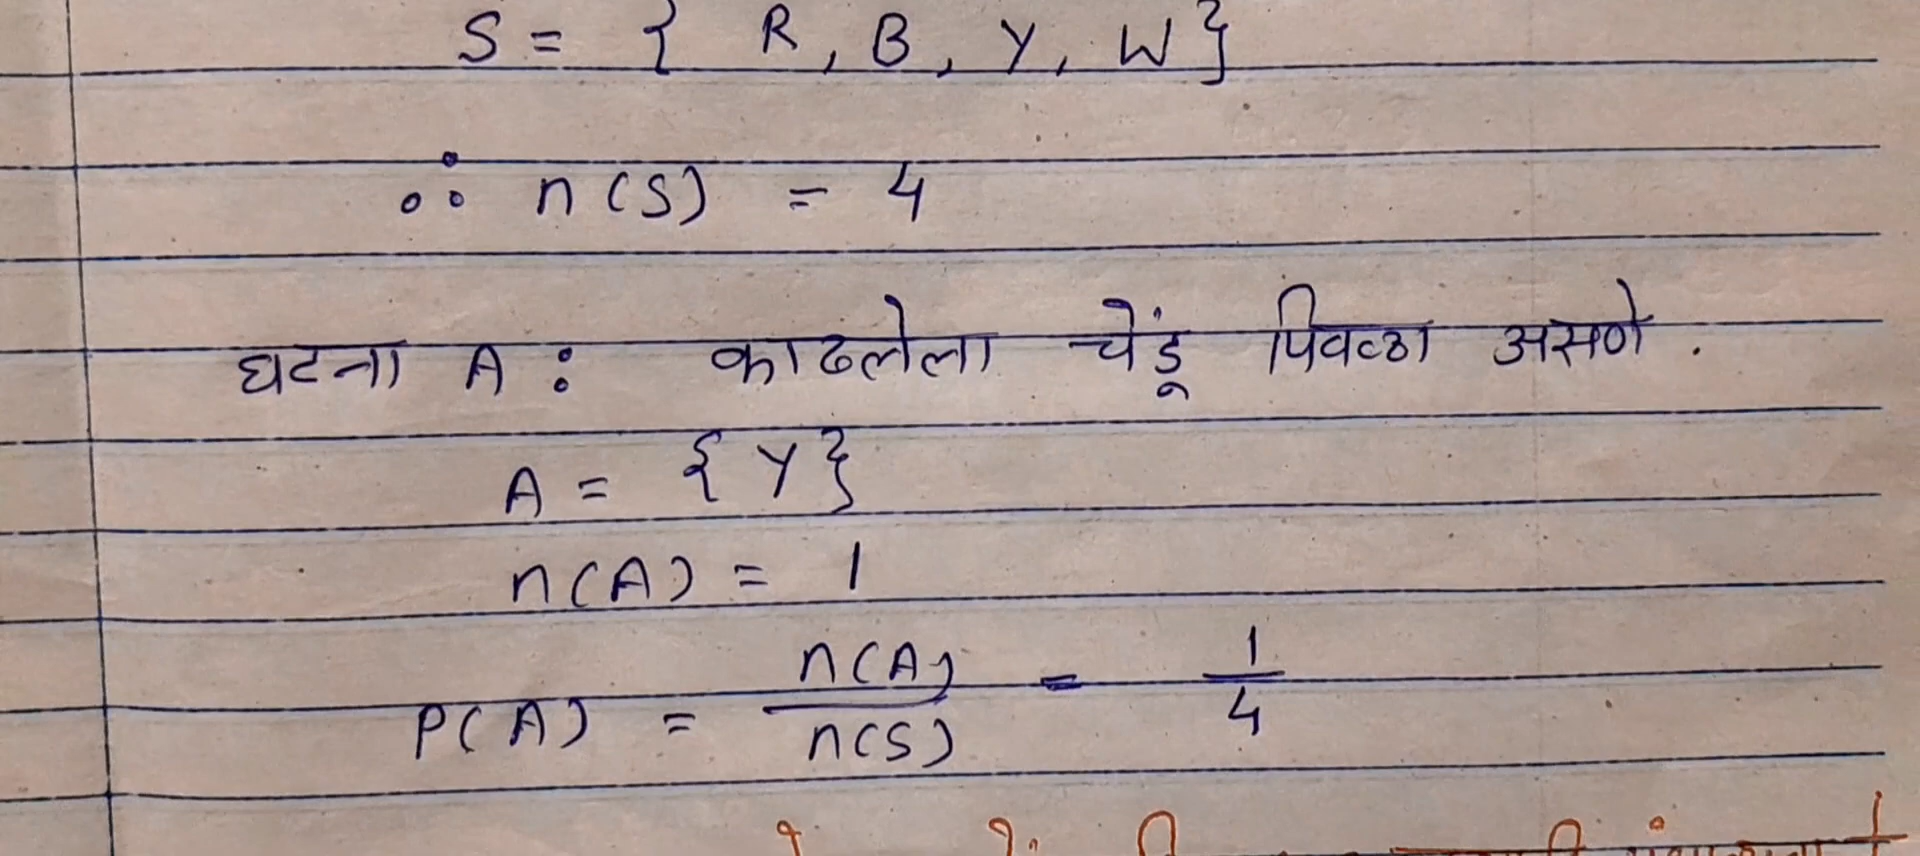 S = { R, B, Y, W}
∴ n(S) = 4
घटना A : काढलेला चेंडू पिवळा असणे .
A = {Y}
n(A) = 1
P(A) = n(A)/n(S) = 1/4